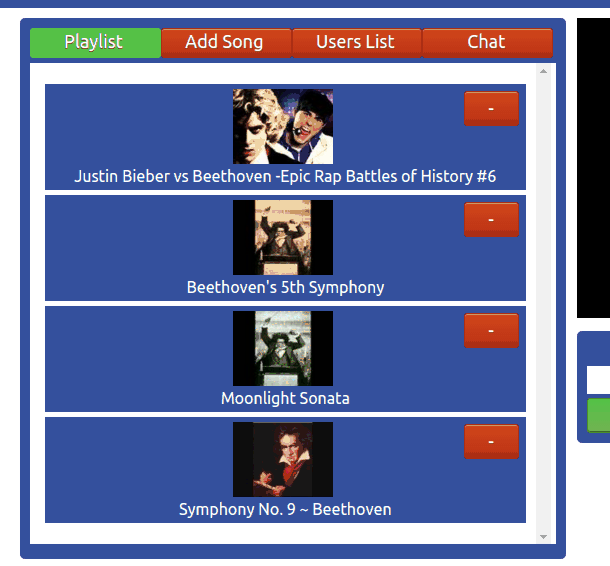 Playlist Add Song Users List Chat
-
Justin Bieber vs Beethoven -Epic Rap Battles of History #6
-
Beethoven's 5th Symphony
-
Moonlight Sonata
-
Symphony No. 9 ~ Beethoven